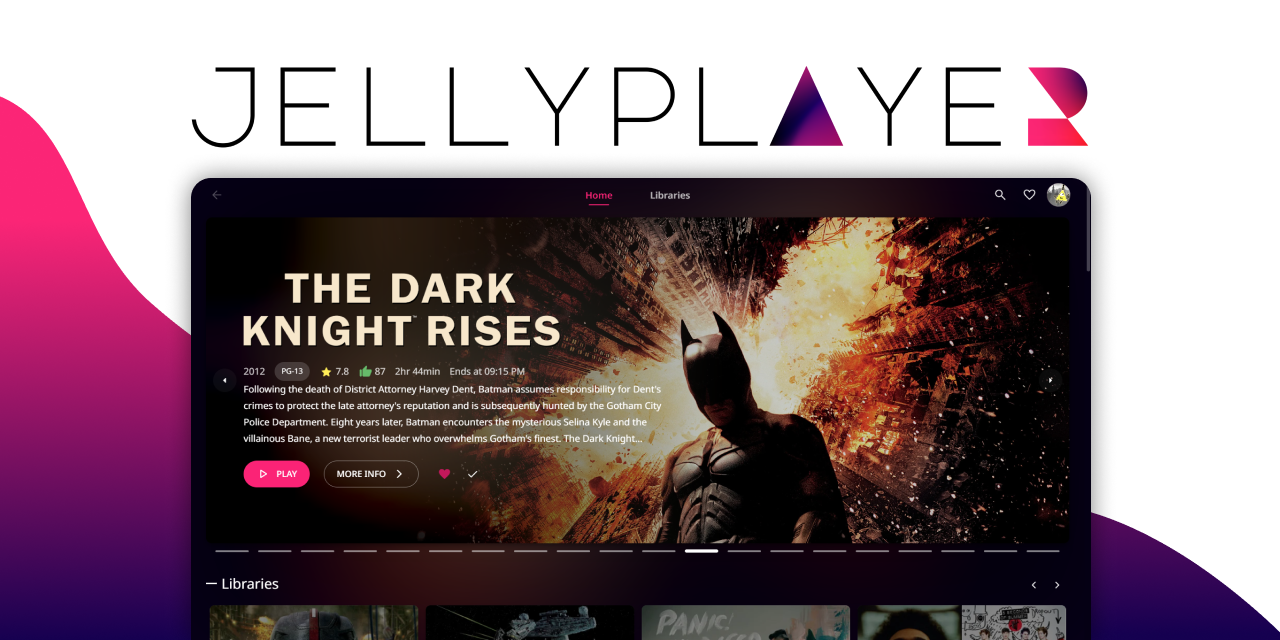 JELLYPLAYER
Home
Libraries
THE DARK
KNIGHT RISES
2012 PG-13 7.8 87 2hr 44min Ends at 09:15 PM
Following the death of District Attorney Harvey Dent, Batman assumes responsibility for Dent's
crimes to protect the late attorney's reputation and is subsequently hunted by the Gotham City
Police Department. Eight years later, Batman encounters the mysterious Selina Kyle and the
villainous Bane, a new terrorist leader who overwhelms Gotham's finest. The Dark Knight...
PLAY
MORE INFO
Libraries
PANIC!